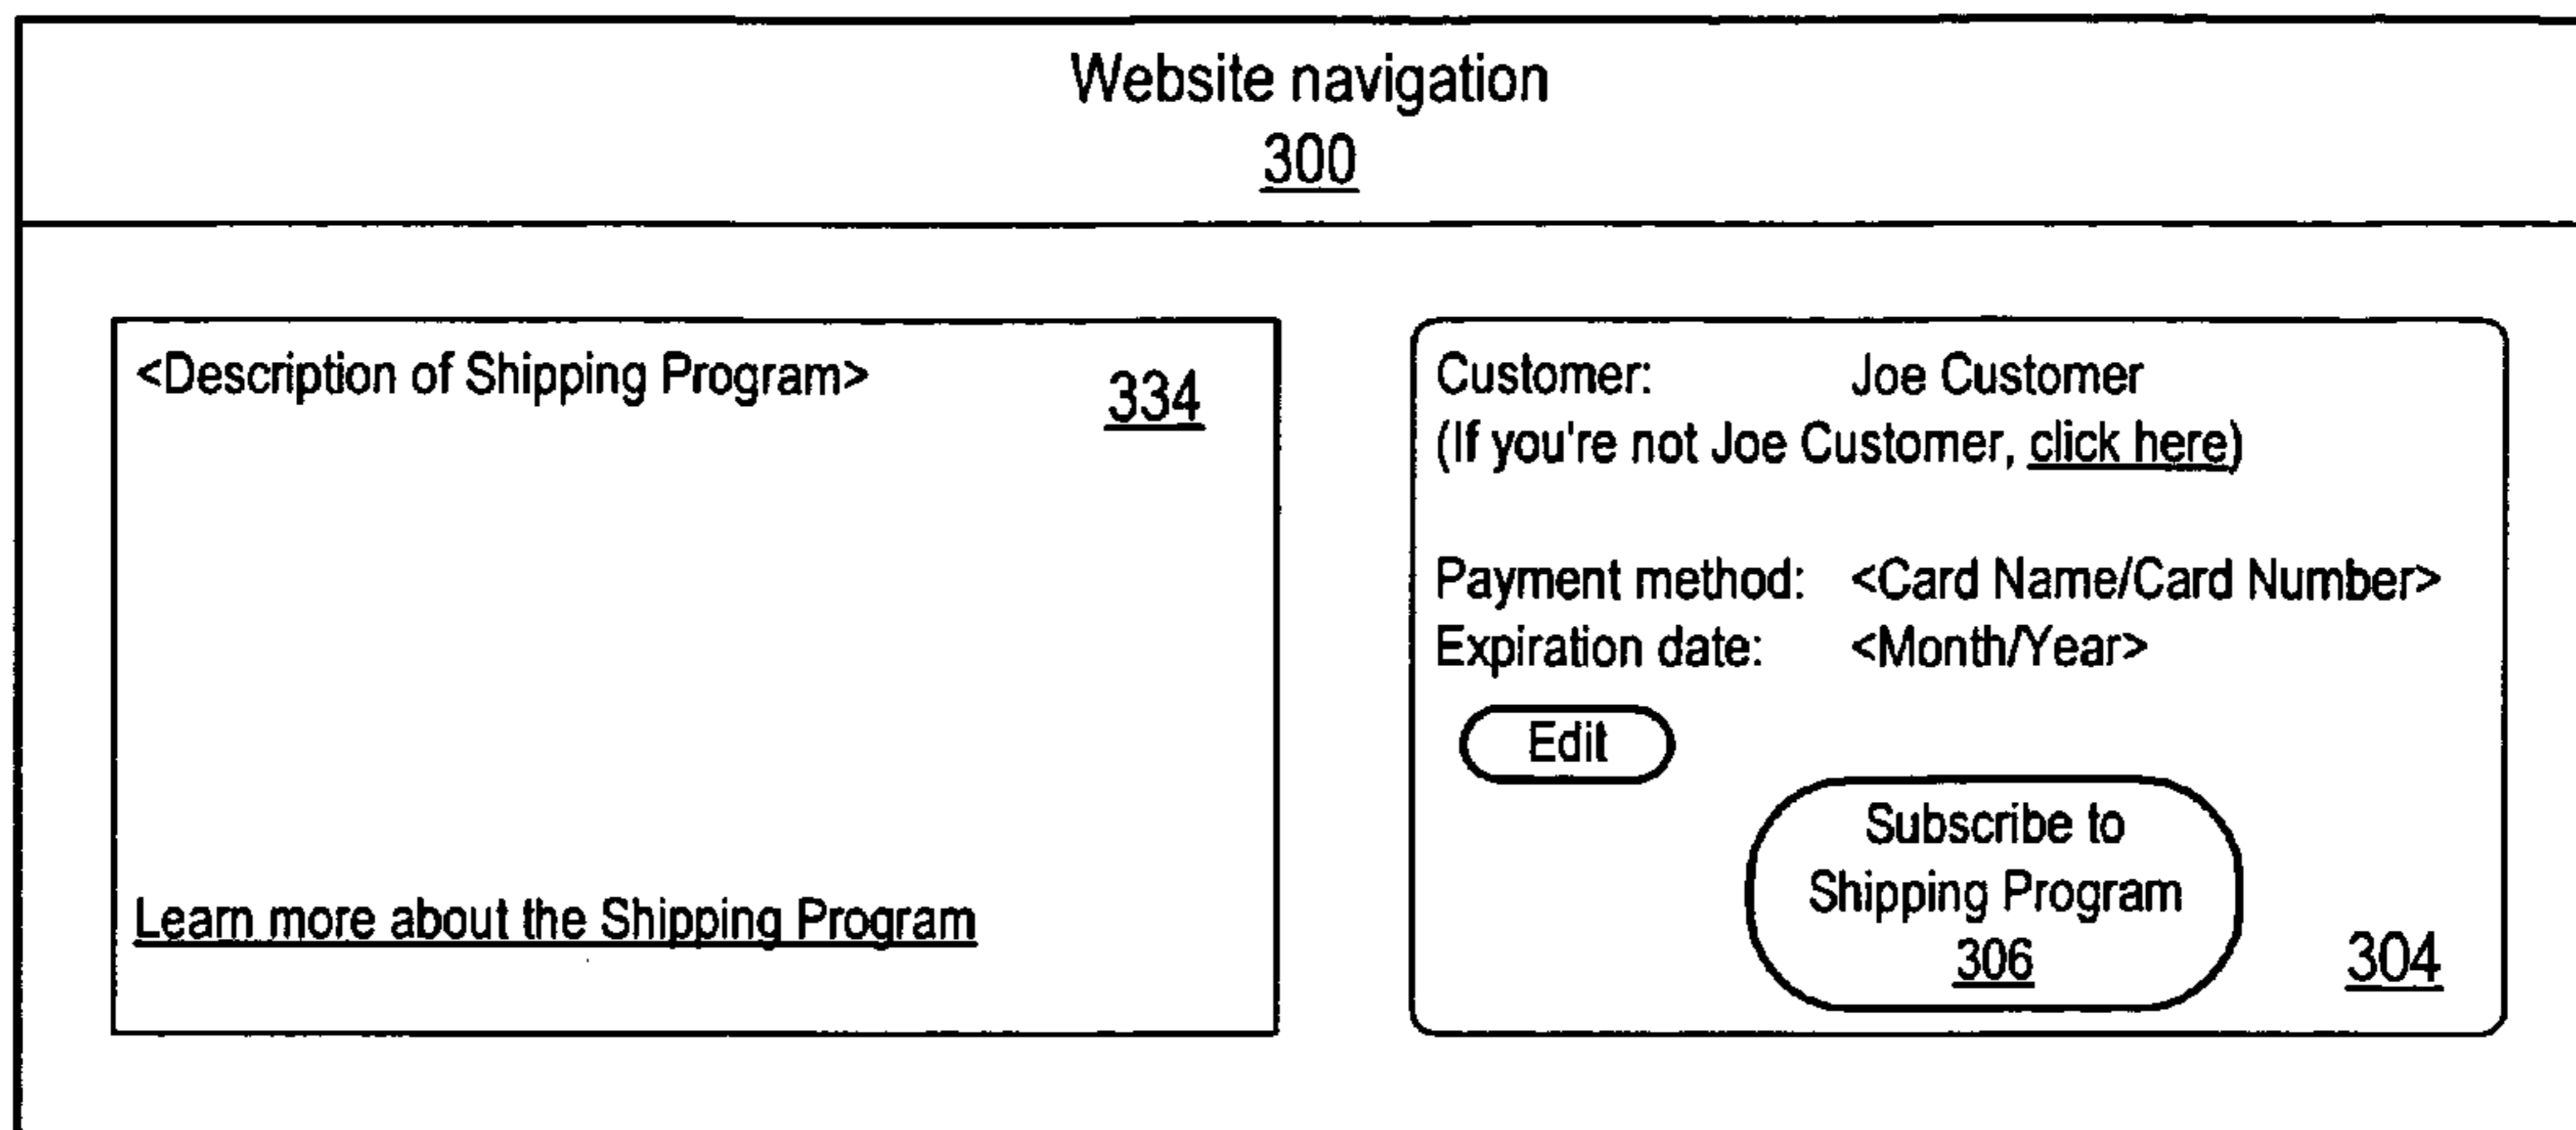 Website navigation
300
<Description of Shipping Program> 334
Learn more about the Shipping Program
Customer: Joe Customer
(If you're not Joe Customer, click here)
Payment method: <Card Name/Card Number>
Expiration date: <Month/Year>
Edit
Subscribe to
Shipping Program
306
304